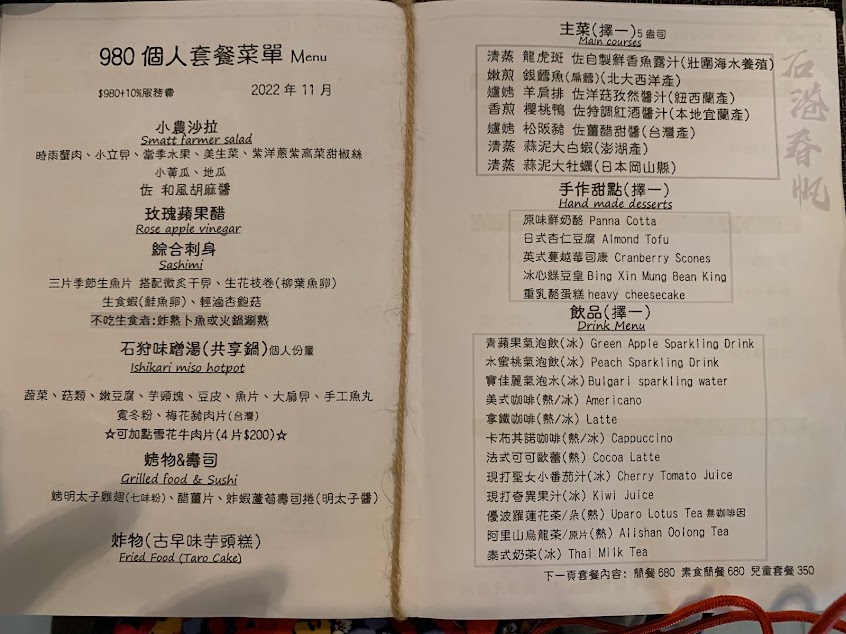 980 個人套餐菜單 Menu
$980+10%服務費 2022 年 11 月
小農沙拉
Smatt farmer salad
時雨蟹肉、小立貝、當季水果、美生菜、紫洋蔥紫高菜甜椒絲
小黃瓜、地瓜
佐 和風胡麻醬
玫瑰蘋果醋
Rose apple vinegar
綜合刺身
Sashimi
三片季節生魚片 搭配微炙干貝、生花枝卷(柳葉魚卵)
生食蝦(鮭魚卵)、輕滷杏鮑菇
不吃生食者:炸熟卜魚或火鍋涮熟
石狩味噌湯(共享鍋)個人份量
Ishikari miso hotpot
蔬菜、菇類、嫩豆腐、芋頭塊、豆皮、魚片、大扇貝、手工魚丸
寬冬粉、梅花豬肉片(台灣)
☆可加點雪花牛肉片(4 片$200)☆
烤物&壽司
Grilled food & Sushi
烤明太子雞翅(七味粉)、醋薑片、炸蝦蘆筍壽司捲(明太子醬)
炸物(古早味芋頭糕)
Fried Food (Taro Cake)
主菜(擇一)5 盎司
Main courses
清蒸 龍虎斑 佐自製鮮香魚露汁(壯圍海水養殖)
嫩煎 銀鱈魚(扁鱈)(北大西洋產)
爐烤 羊肩排 佐洋菇孜然醬汁(紐西蘭產)
香煎 櫻桃鴨 佐特調紅酒醬汁(本地宜蘭產)
爐烤 松阪豬 佐薑醋甜醬(台灣產)
清蒸 蒜泥大白蝦(澎湖產)
清蒸 蒜泥大牡蠣(日本岡山縣)
石港春帆
手作甜點(擇一)
Hand made desserts
原味鮮奶酪 Panna Cotta
日式杏仁豆腐 Almond Tofu
英式蔓越莓司康 Cranberry Scones
冰心綠豆皇 Bing Xin Mung Bean King
重乳酪蛋糕 heavy cheesecake
飲品(擇一)
Drink Menu
青蘋果氣泡飲(冰) Green Apple Sparkling Drink
水蜜桃氣泡飲(冰) Peach Sparkling Drink
寶佳麗氣泡水(冰) Bulgari sparkling water
美式咖啡(熱/冰) Americano
拿鐵咖啡(熱/冰) Latte
卡布其諾咖啡(熱/冰) Cappuccino
法式可可歐蕾(熱) Cocoa Latte
現打聖女小番茄汁(冰) Cherry Tomato Juice
現打奇異果汁(冰) Kiwi Juice
優波羅蓮花茶/朵(熱) Uparo Lotus Tea 無咖啡因
阿里山烏龍茶/原片(熱) Alishan Oolong Tea
泰式奶茶(冰) Thai Milk Tea
下一頁套餐內容: 簡餐 680 素食簡餐 680 兒童套餐 350